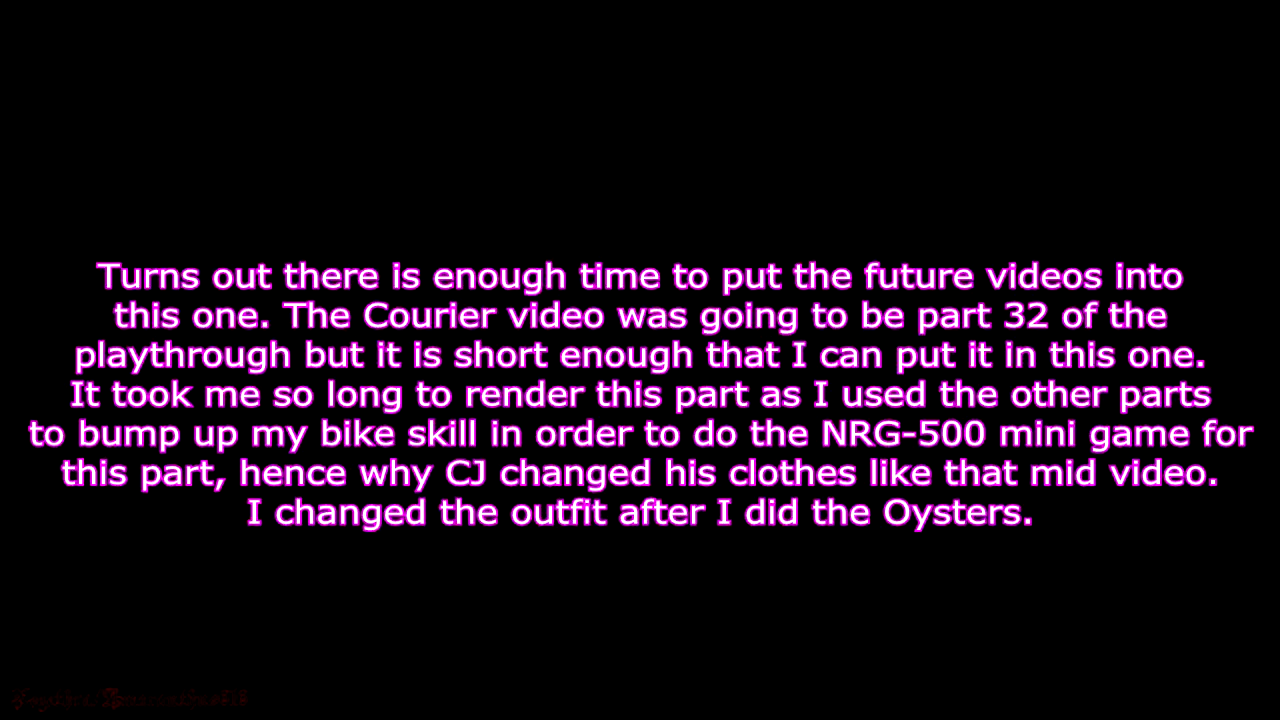 Turns out there is enough time to put the future videos into
this one. The Courier video was going to be part 32 of the
playthrough but it is short enough that I can put it in this one.
It took me so long to render this part as I used the other parts
to bump up my bike skill in order to do the NRG-500 mini game for
this part, hence why CJ changed his clothes like that mid video.
I changed the outfit after I did the Oysters.